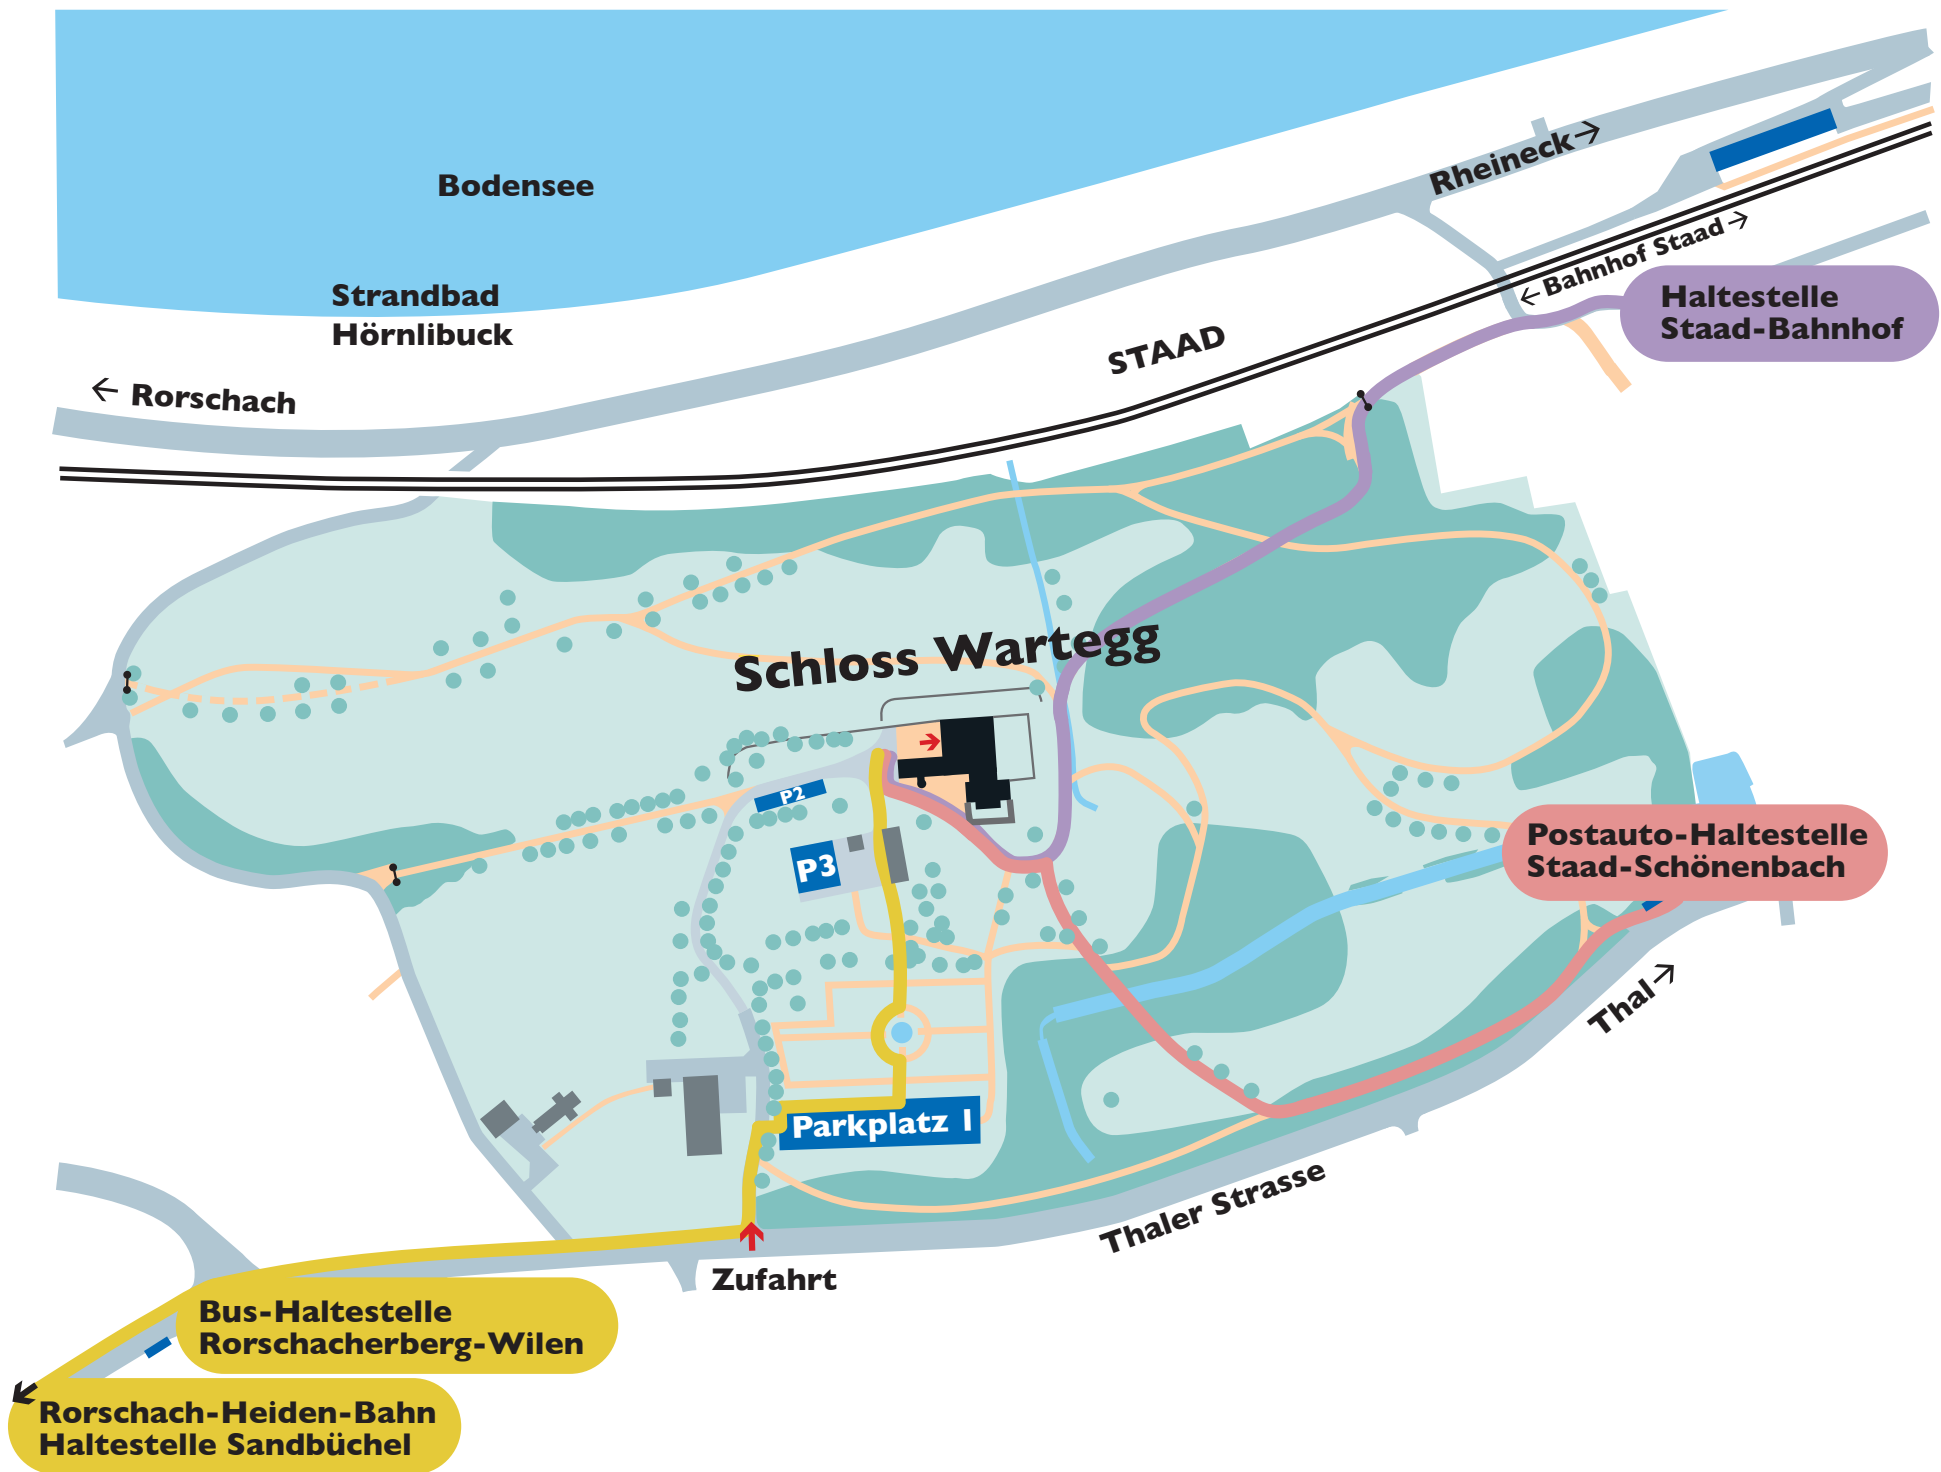 Bodensee
Rheineck
Bahnhof Staad
Strandbad
Hörnlibuck
Haltestelle
Staad-Bahnhof
STAAD
Rorschach
Schloss Wartegg
P2
P3
Postauto-Haltestelle
Staad-Schönenbach
Thal
Parkplatz 1
Thaler Strasse
Zufahrt
Bus-Haltestelle
Rorschacherberg-Wilen
Rorschach-Heiden-Bahn
Haltestelle Sandbüchel